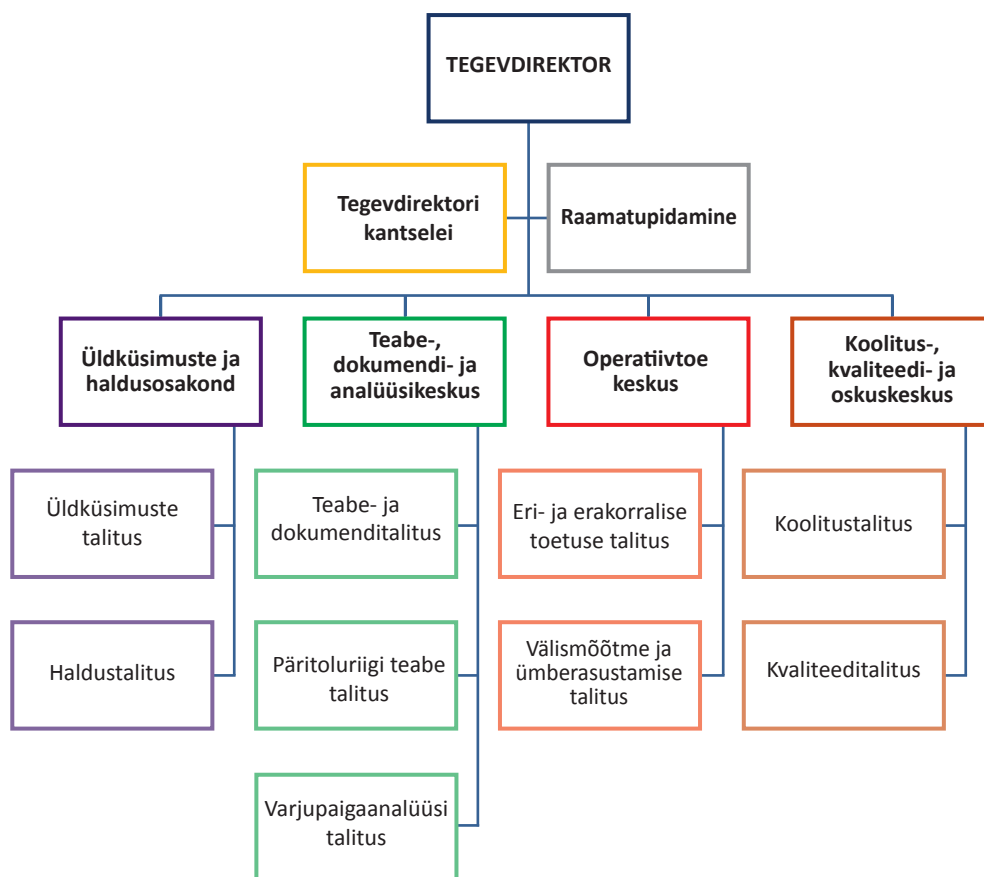 TEGEVDIREKTOR
Tegevdirektori
kantselei
Raamatupidamine
Üldküsimuste ja
haldusosakond
Teabe-,
dokumendi- ja
analüüsikeskus
Operatiivtoe
keskus
Koolitus-,
kvaliteedi- ja
oskuskeskus
Üldküsimuste
talitus
Teabe- ja
dokumenditalitus
Eri- ja erakorralise
toetuse talitus
Koolitustalitus
Haldustalitus
Päritoluriigi teabe
talitus
Välismõõtme ja
ümberasustamise
talitus
Kvaliteeditalitus
Varjupaigaanalüüsi
talitus